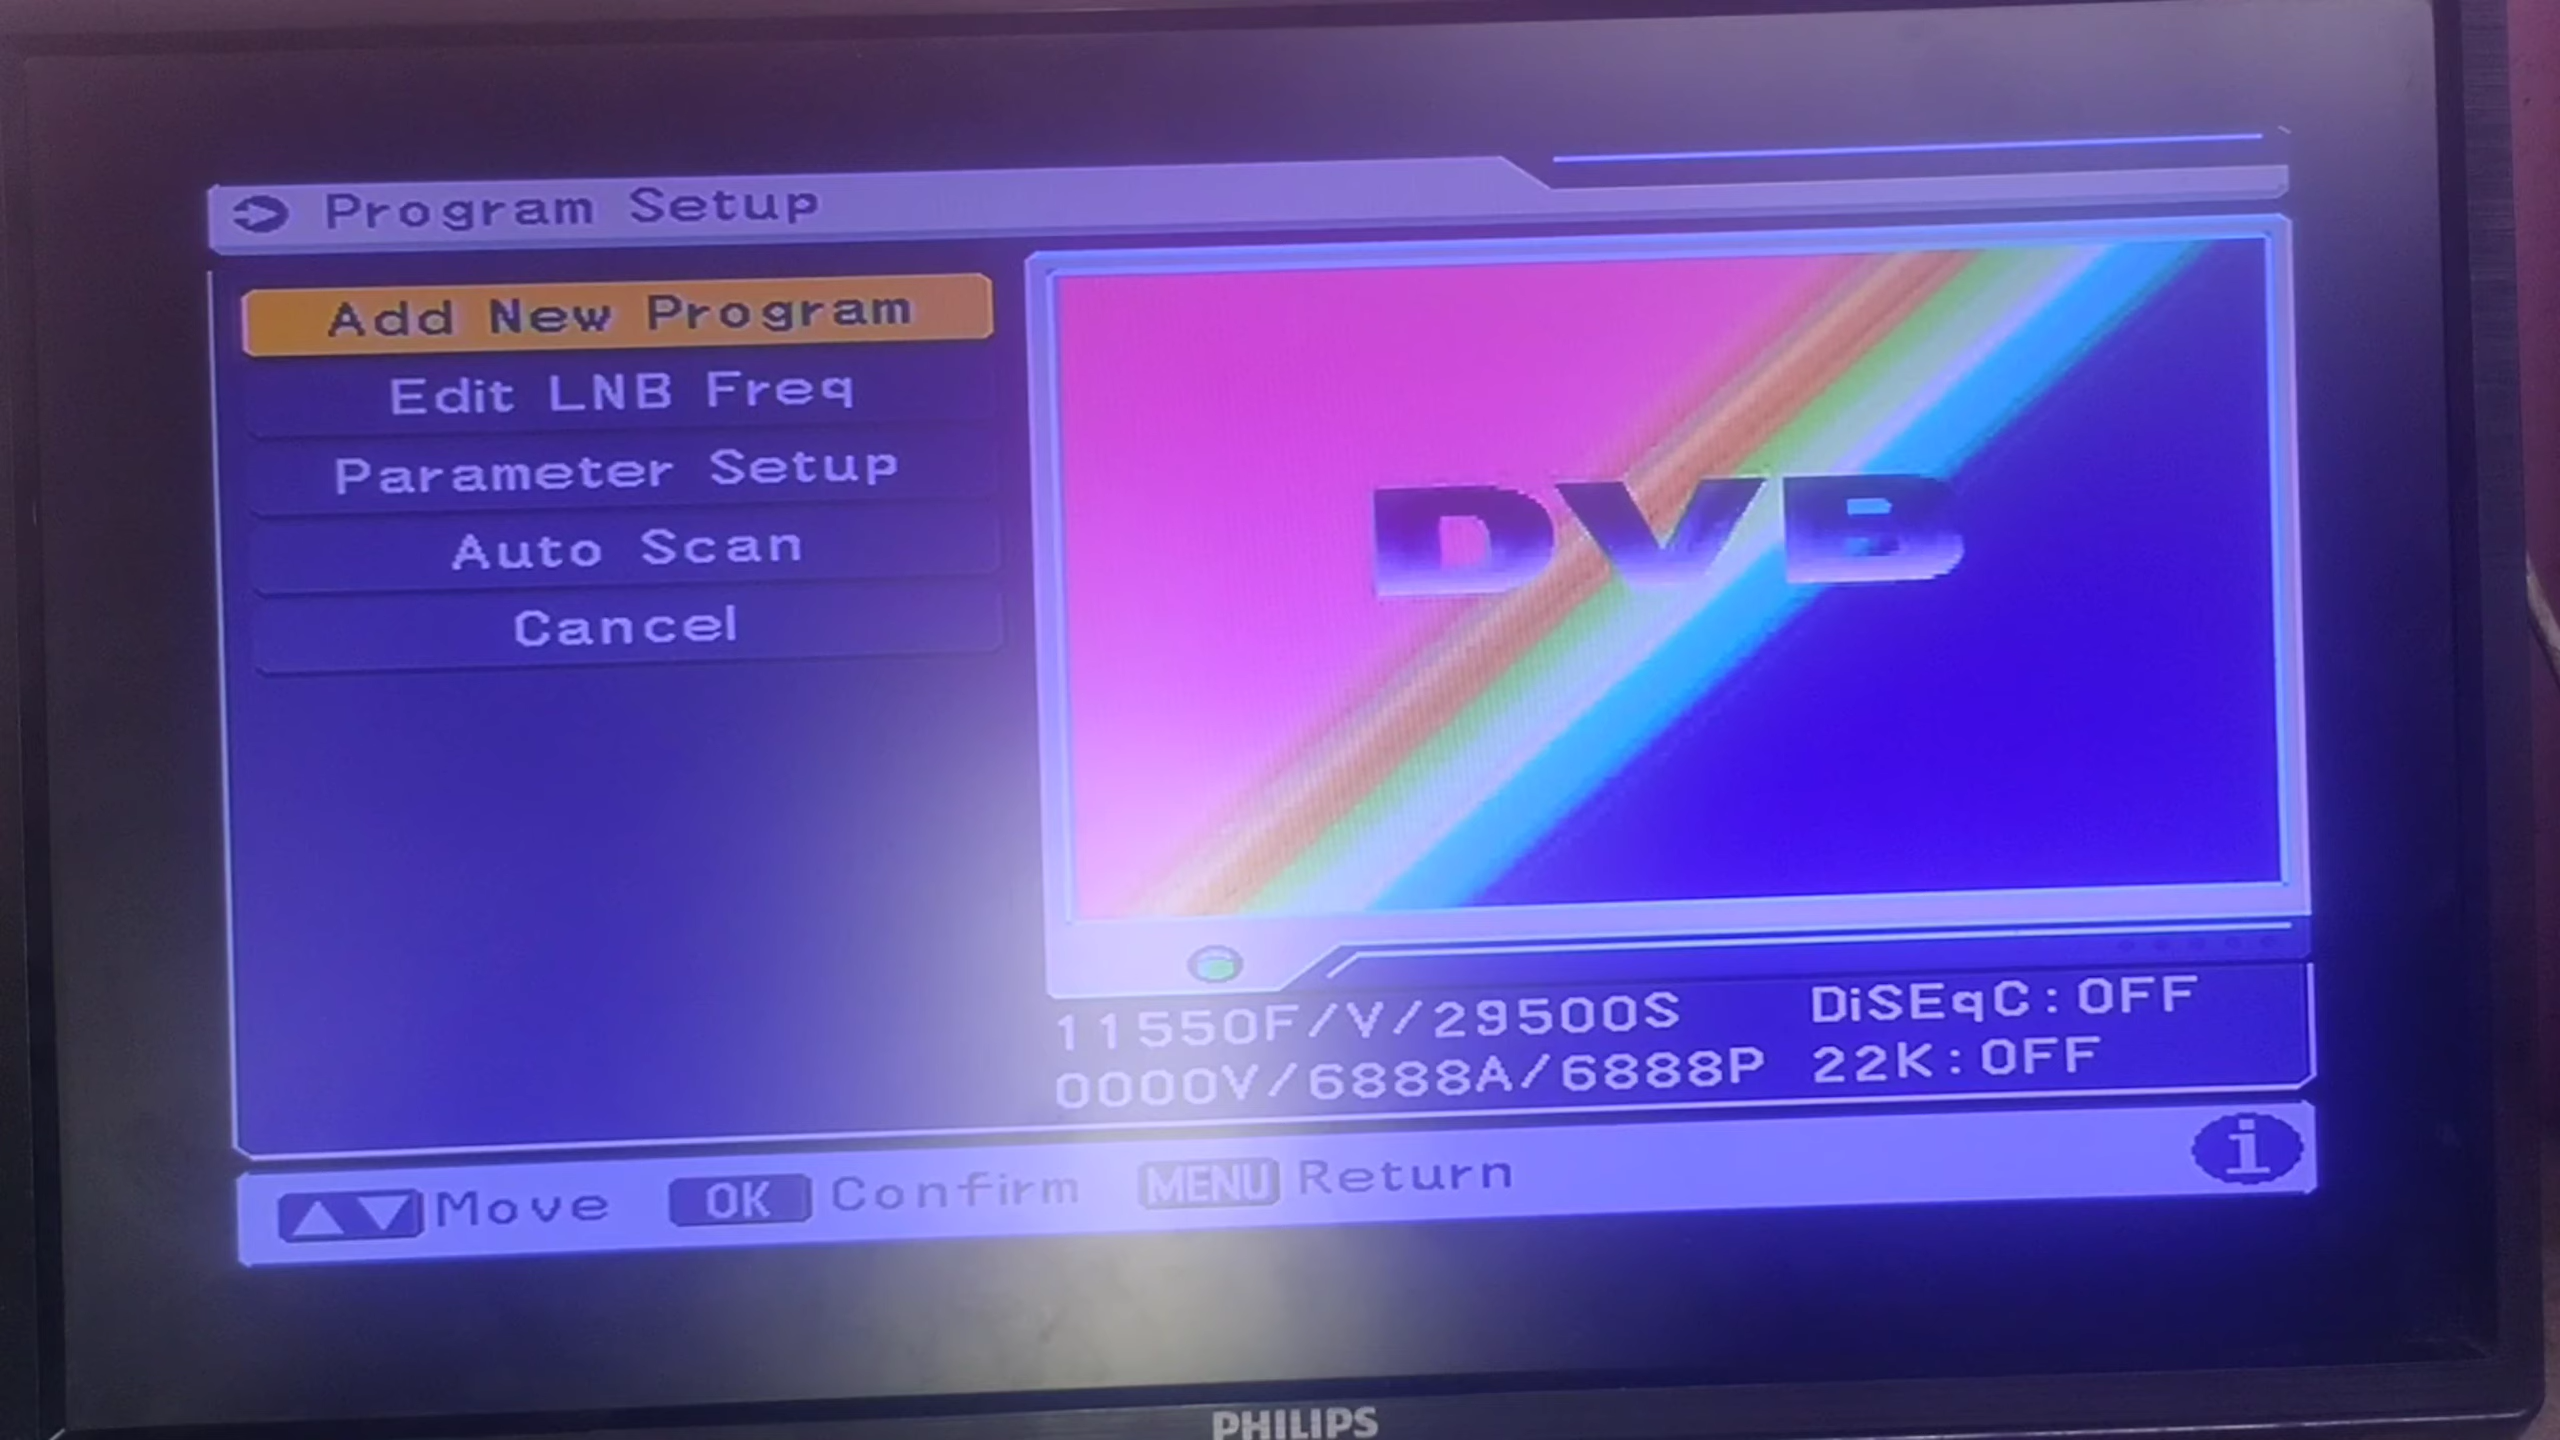 Program Setup
Add New Program
Edit LNB Freq
Parameter Setup
Auto Scan
Cancel
DVB
11550F/V/29500S DiSEqC:OFF
0000V/6888A/6888P 22K:OFF
Move OK Confirm MENU Return i
PHILIPS